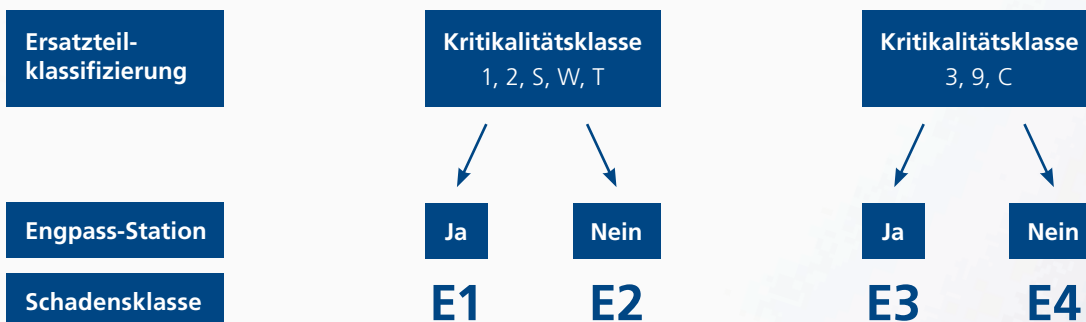 Ersatzteil-
klassifizierung
Kritikalitätsklasse
1, 2, S, W, T
Kritikalitätsklasse
3, 9, C
Engpass-Station
Ja
Nein
Ja
Nein
Schadensklasse
E1
E2
E3
E4